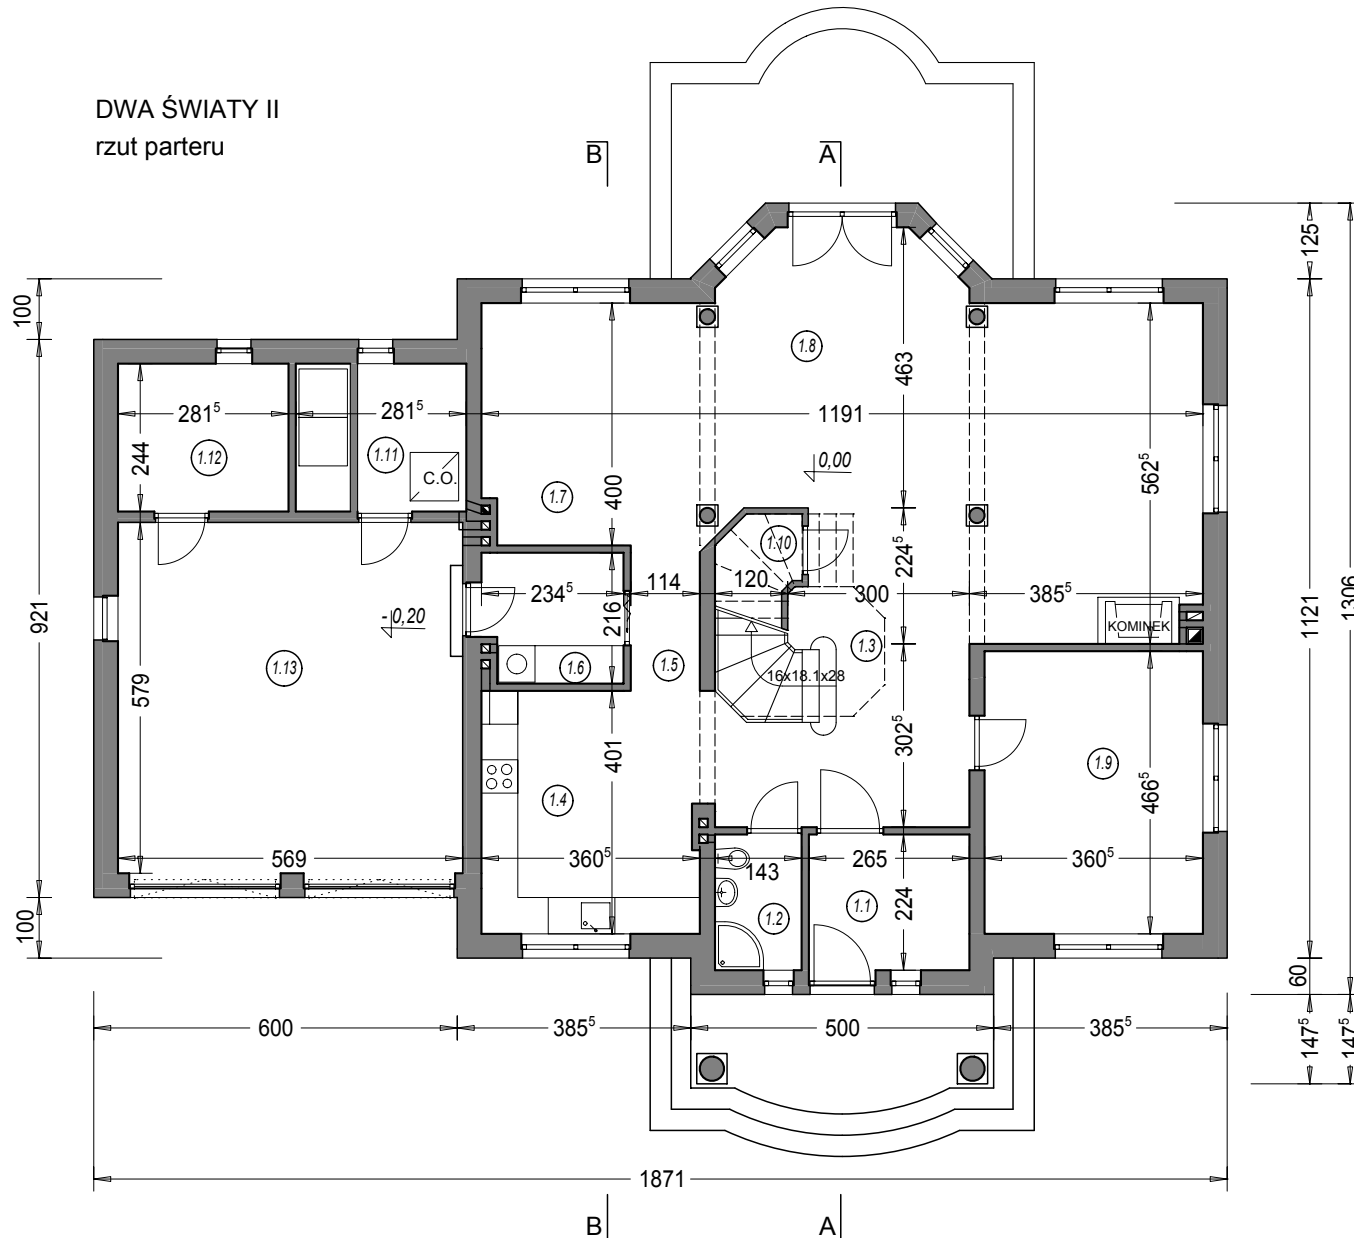 DWA ŚWIATY II
rzut parteru
B A
125
100
1.8
463
1306
281⁵ 281⁵ 1191
1.12 1.11
244
C.O.
0,00
562⁵
1.7
400
1.10
224⁵
234⁵ 114 120 300 385⁵
921
-0,20
216
1121
KOMINEK
1.13
1.6 1.5 1.3
16x18.1x28
579
302⁵
401
1.9
466⁵
1.4
569 360⁵ 143 265 360⁵
1.2 1.1
224
100
60
600 385⁵ 500 385⁵
147⁵ 147⁵
1871
B A